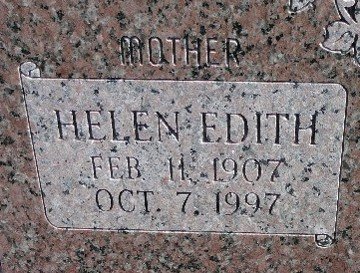 MOTHER
HELEN EDITH
FEB. 11, 1907
OCT. 7, 1997